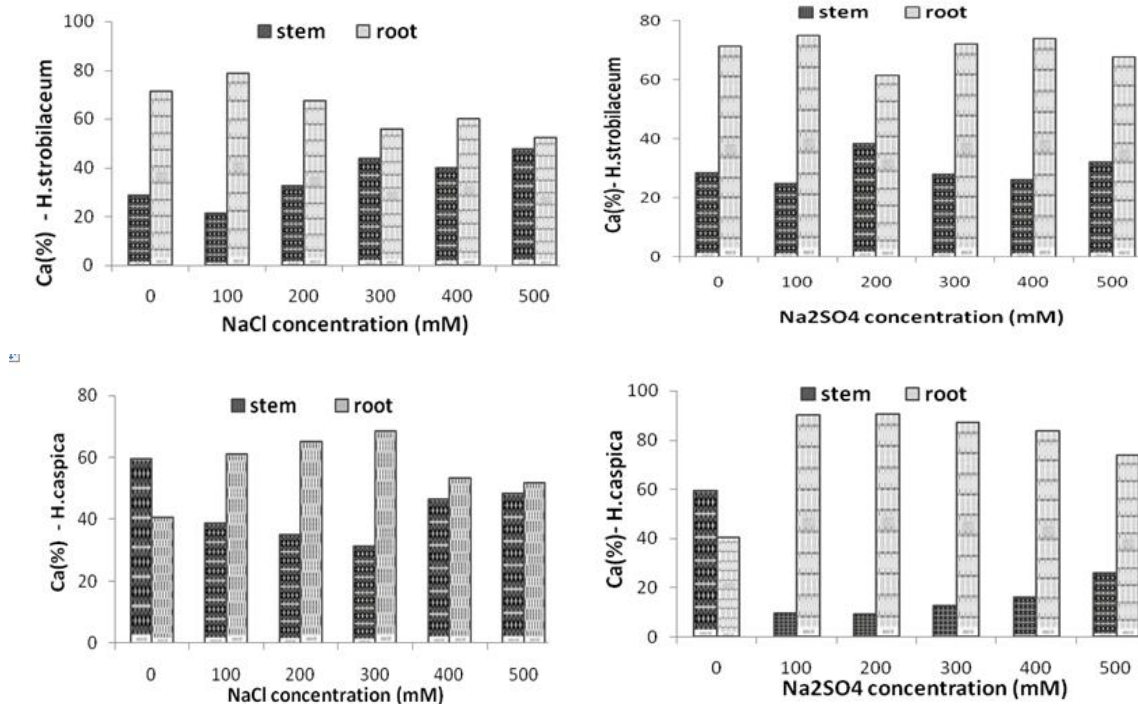 100
80
60
40
20
0
stem root
Ca(%) - H.strobilaceum
0 100 200 300 400 500
NaCl concentration (mM)
80
60
40
20
0
stem root
Ca(%)- H.strobilaceum
0 100 200 300 400 500
Na2SO4 concentration (mM)
80
60
40
20
0
stem root
Ca(%) - H.caspica
0 100 200 300 400 500
NaCl concentration (mM)
100
80
60
40
20
0
stem root
Ca(%)- H.caspica
0 100 200 300 400 500
Na2SO4 concentration (mM)